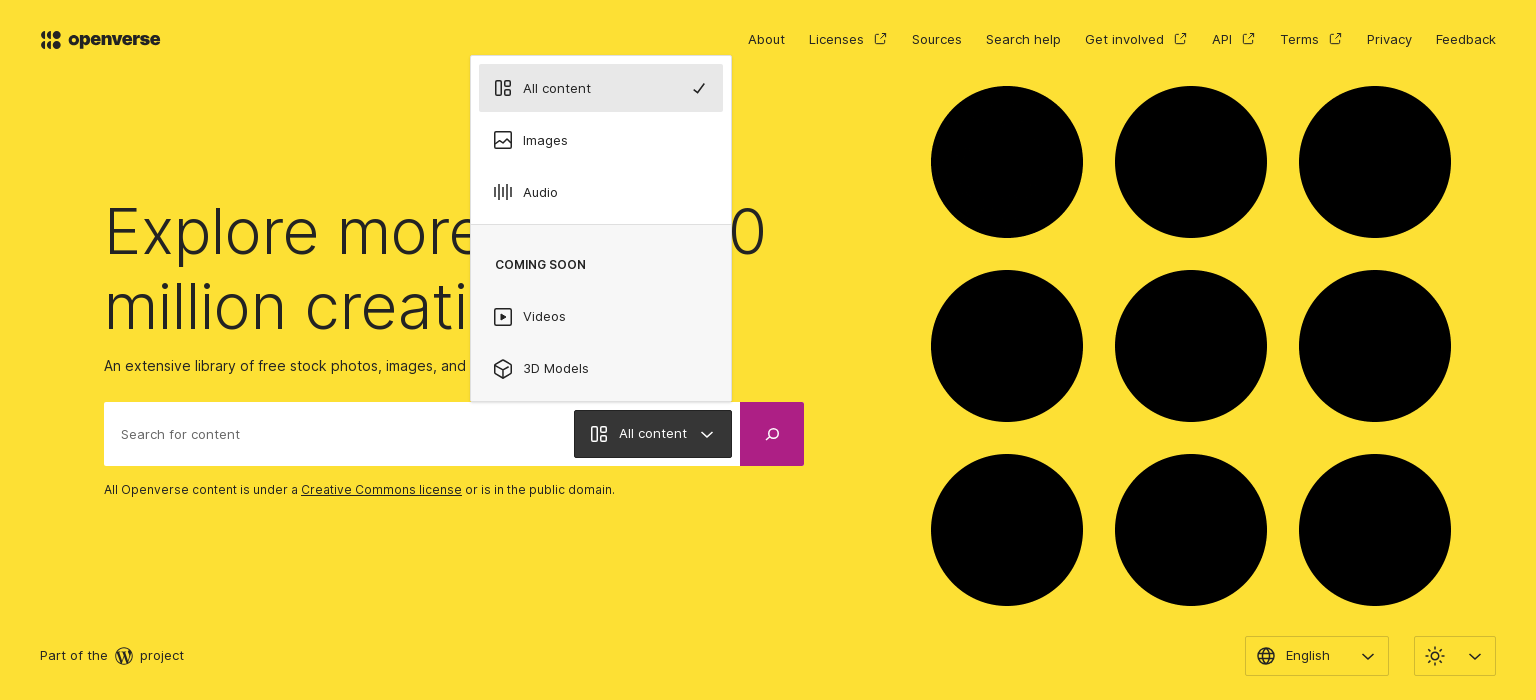 openverse
About Licenses Sources Search help Get involved API Terms Privacy Feedback
All content
Images
Audio
COMING SOON
Videos
3D Models
Explore more 0
million creati
An extensive library of free stock photos, images, and
Search for content All content
All Openverse content is under a Creative Commons license or is in the public domain.
Part of the project
English